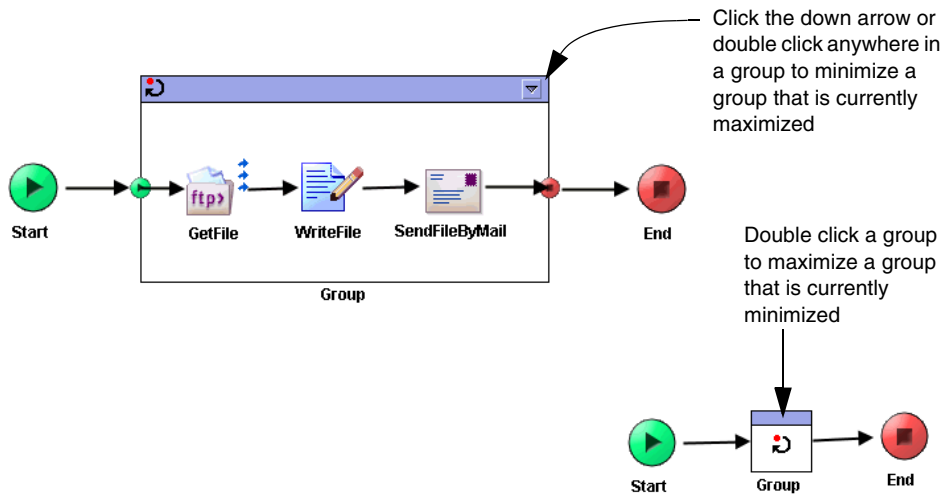 Click the down arrow or
double click anywhere in
a group to minimize a
group that is currently
maximized
ftp>
Start
GetFile
WriteFile
SendFileByMail
End
Group
Double click a group
to maximize a group
that is currently
minimized
Start
Group
End